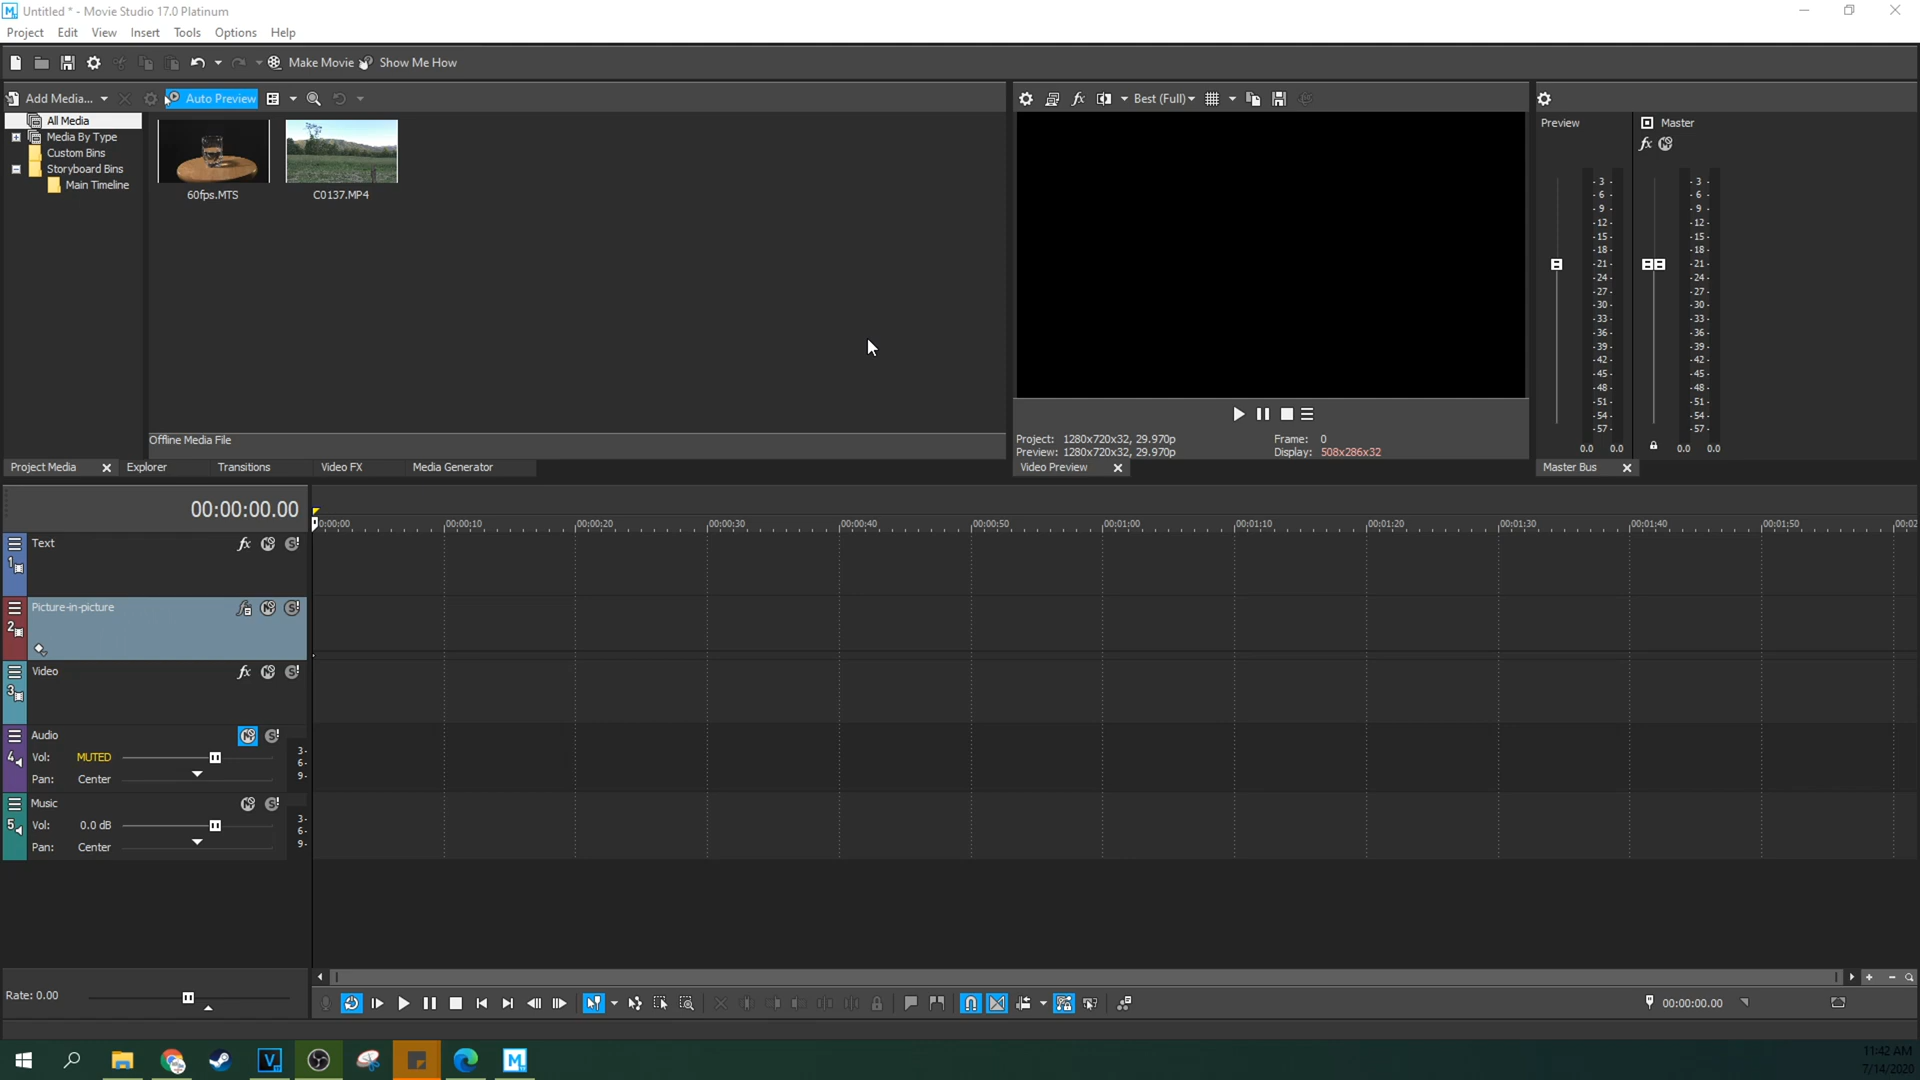 Untitled * - Movie Studio 17.0 Platinum
Project Edit View Insert Tools Options Help
Make Movie Show Me How
Add Media... Auto Preview Best (Full)
All Media
Media By Type
Custom Bins
Storyboard Bins
Main Timeline
60fps.MTS C0137.MP4
Offline Media File
Project Media Explorer Transitions Video FX Media Generator
Project: 1280x720x32, 29.970p Frame: 0
Preview: 1280x720x32, 29.970p Display: 508x286x32
Video Preview
Preview Master
fx
-3- -3-
-6- -6-
-9- -9-
-12- -12-
-15- -15-
-18- -18-
-21- -21-
-24- -24-
-27- -27-
-30- -30-
-33- -33-
-36- -36-
-39- -39-
-42- -42-
-45- -45-
-48- -48-
-51- -51-
-54- -54-
-57- -57-
0.0 0.0 0.0 0.0
Master Bus
00:00:00.00
0:00:00 00:00:10 00:00:20 00:00:30 00:00:40 00:00:50 00:01:00 00:01:10 00:01:20 00:01:30 00:01:40 00:01:50 00:02
Text fx
1
Picture-in-picture
2
Video fx
3
Audio
4 Vol: MUTED 3-
6-
Pan: Center 9-
Music
5 Vol: 0.0 dB 3-
6-
Pan: Center 9-
Rate: 0.00
00:00:00.00
11:42 AM
7/14/2020